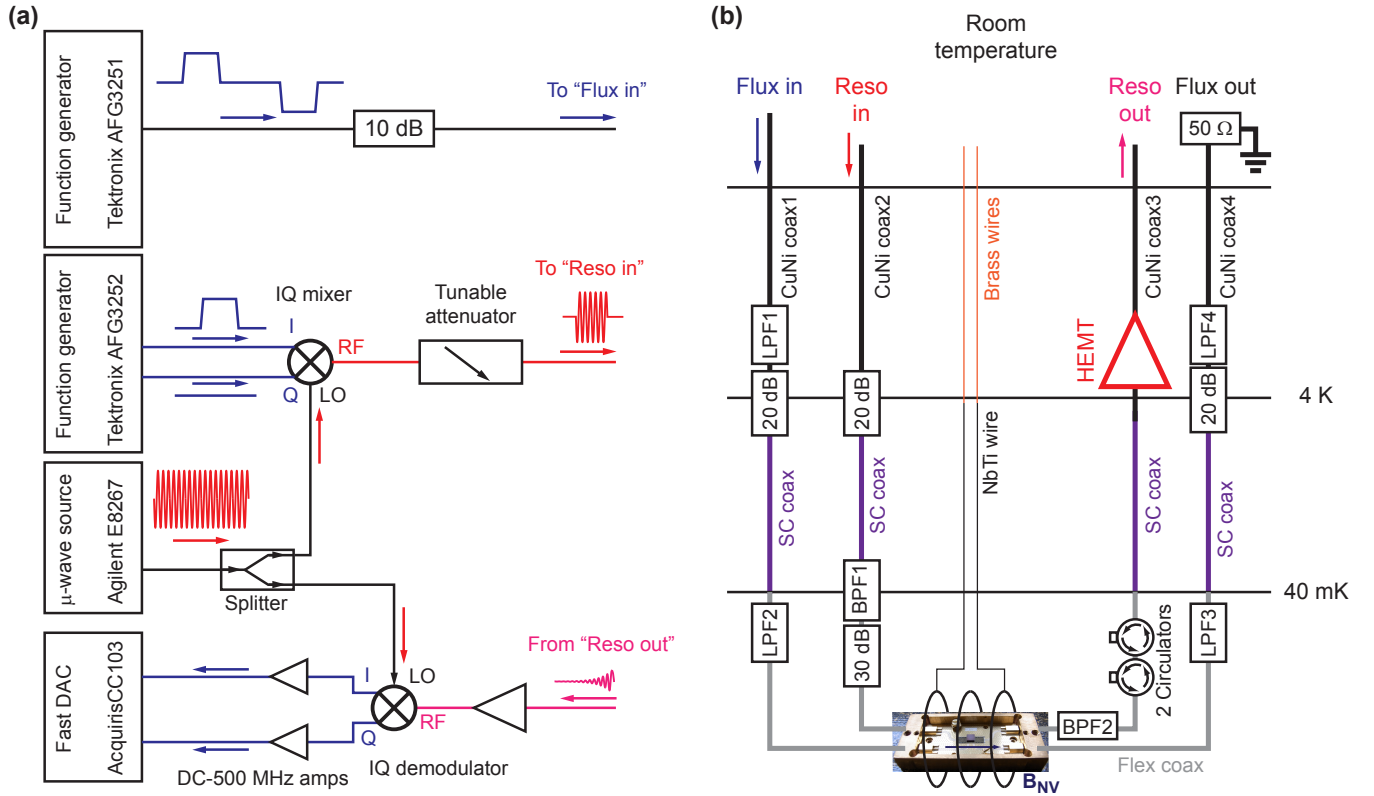 (a)
Function generator
Tektronix AFG3251
10 dB
To “Flux in”
Function generator
Tektronix AFG3252
I
Q
IQ mixer
RF
LO
Tunable
attenuator
To “Reso in”
μ-wave source
Agilent E8267
Splitter
Fast DAC
AcquirisCC103
I
Q
DC-500 MHz amps
LO
RF
IQ demodulator
From “Reso out”
(b)
Room
temperature
Flux in
Reso
in
Reso
out
Flux out
50 Ω
CuNi coax1
CuNi coax2
Brass wires
CuNi coax3
CuNi coax4
LPF1
HEMT
LPF4
20 dB
20 dB
20 dB
4 K
SC coax
SC coax
NbTi wire
SC coax
SC coax
BPF1
40 mK
LPF2
30 dB
2 Circulators
LPF3
BPF2
Flex coax
BNV